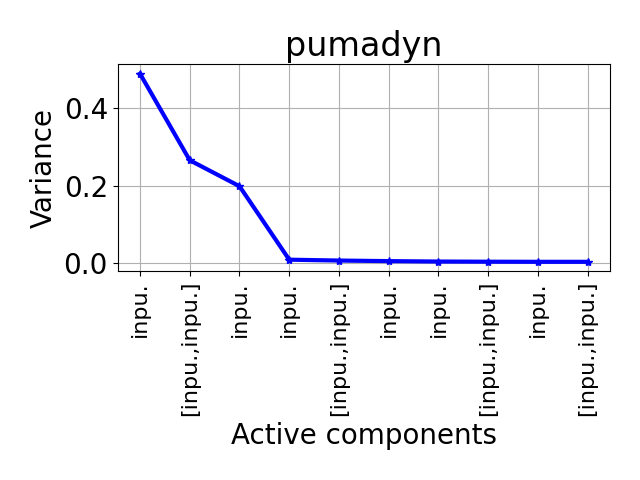 pumadyn
Variance
0.4
0.2
0.0
inpu.
[inpu.,inpu.]
inpu.
inpu.
[inpu.,inpu.]
inpu.
inpu.
[inpu.,inpu.]
inpu.
[inpu.,inpu.]
Active components